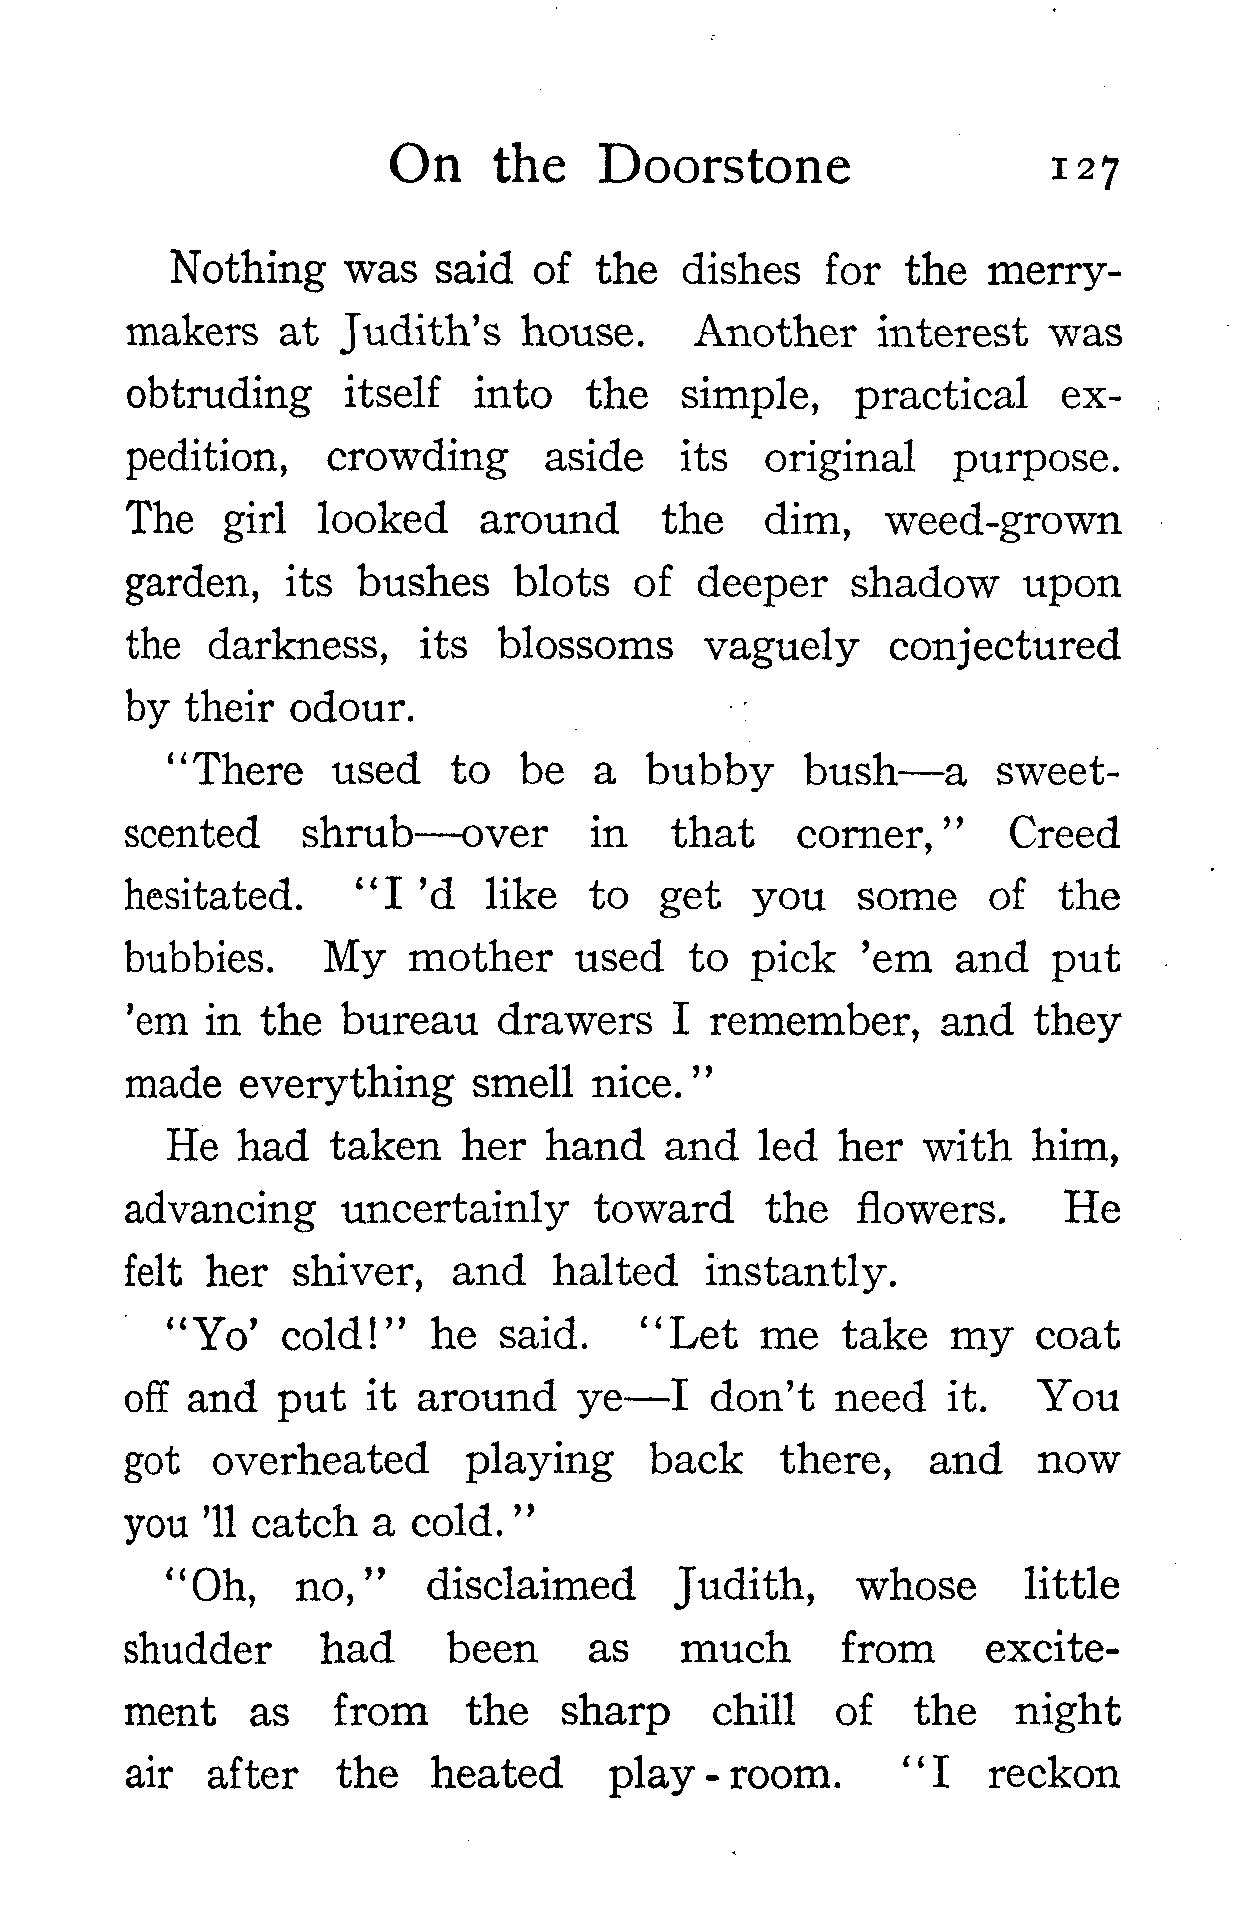 On the Doorstone 127
Nothing was said of the dishes for the merry-
makers at Judith's house. Another interest was
obtruding itself into the simple, practical ex-
pedition, crowding aside its original purpose.
The girl looked around the dim, weed-grown
garden, its bushes blots of deeper shadow upon
the darkness, its blossoms vaguely conjectured
by their odour.
"There used to be a bubby bush—a sweet-
scented shrub—over in that corner," Creed
hesitated. "I 'd like to get you some of the
bubbies. My mother used to pick 'em and put
'em in the bureau drawers I remember, and they
made everything smell nice."
He had taken her hand and led her with him,
advancing uncertainly toward the flowers. He
felt her shiver, and halted instantly.
"Yo' cold!" he said. "Let me take my coat
off and put it around ye—I don't need it. You
got overheated playing back there, and now
you 'll catch a cold."
"Oh, no," disclaimed Judith, whose little
shudder had been as much from excite-
ment as from the sharp chill of the night
air after the heated play-room. "I reckon